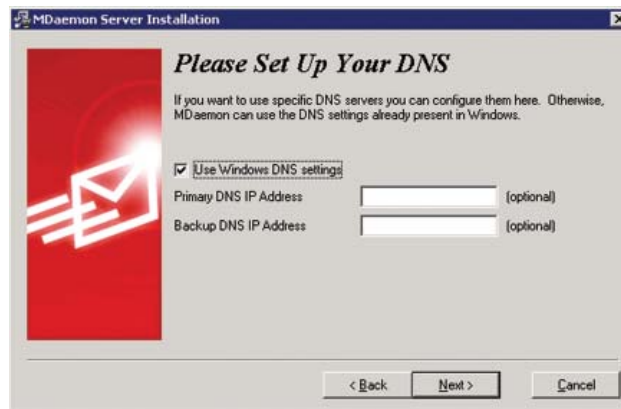 MDaemon Server Installation
Please Set Up Your DNS
If you want to use specific DNS servers you can configure them here. Otherwise,
MDaemon can use the DNS settings already present in Windows.
Use Windows DNS settings
Primary DNS IP Address (optional)
Backup DNS IP Address (optional)
< Back Next > Cancel